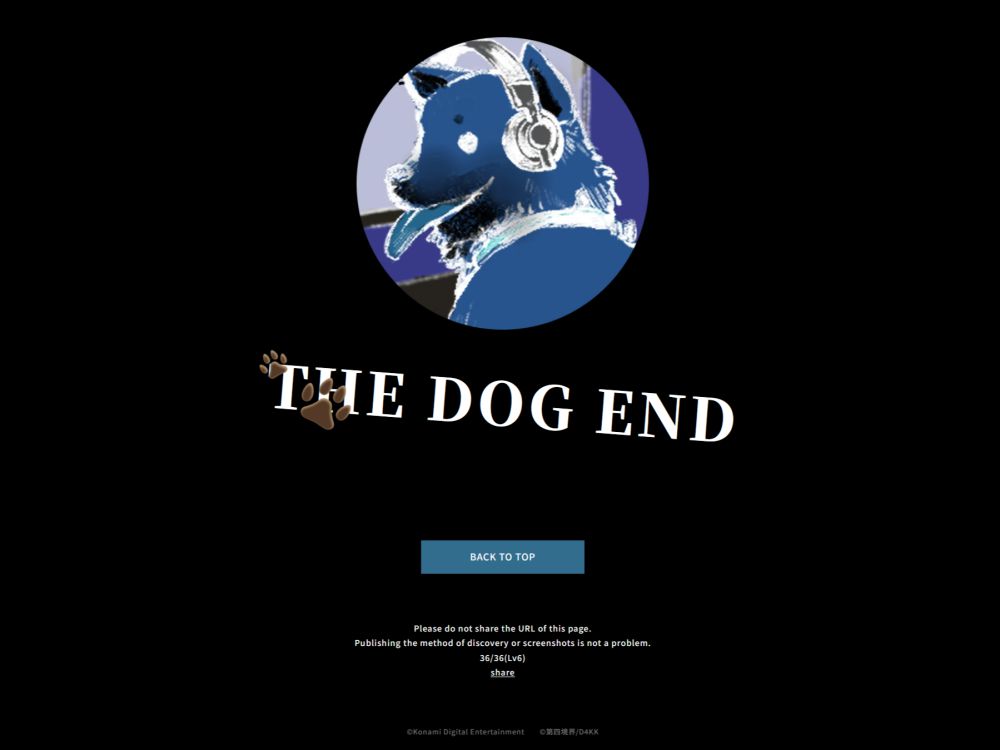 THE DOG END
BACK TO TOP
Please do not share the URL of this page.
Publishing the method of discovery or screenshots is not a problem.
36/36(Lv6)
share
©Konami Digital Entertainment ©第四境界/D4KK